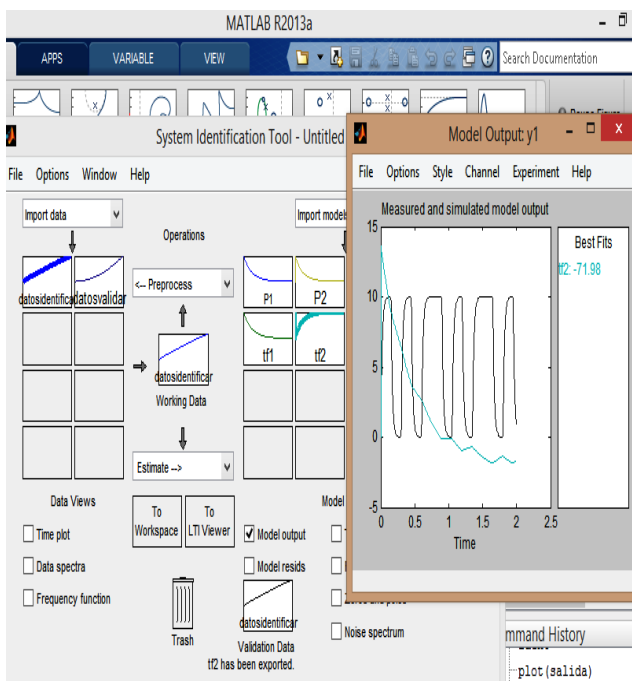 MATLAB R2013a
APPS
VARIABLE
VIEW
Search Documentation
System Identification Tool - Untitled
File Options Window Help
Import data
Operations
Import models
datosidentificar
datosvalidar
<-- Preprocess
P1
P2
tf1
tf2
datosidentificar
Working Data
Estimate -->
Data Views
To
Workspace
To
LTI Viewer
Model
Time plot
Data spectra
Frequency function
Model output
Model resids
Noise spectrum
Trash
datosidentificar
Validation Data
tf2 has been exported.
Model Output: y1
File Options Style Channel Experiment Help
Measured and simulated model output
15
10
5
0
-5
0 0.5 1 1.5 2 2.5
Time
Best Fits
tf2: -71.98
mmand History
plot(salida)